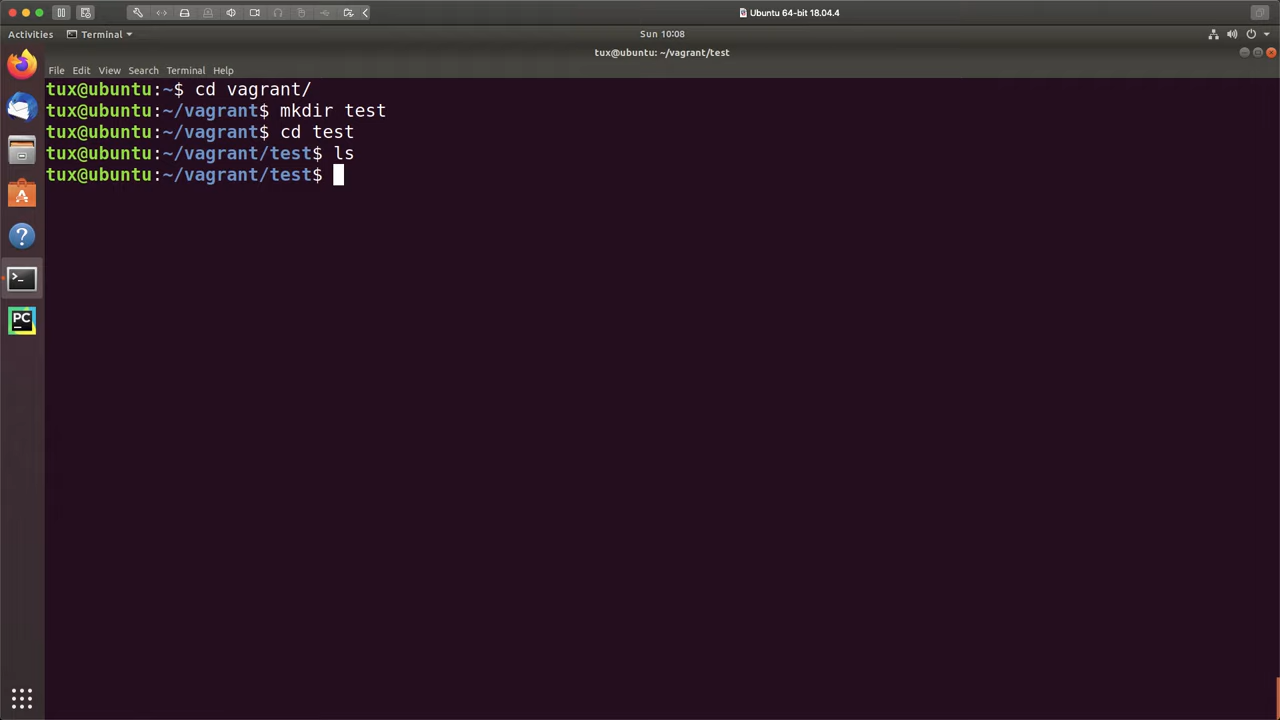 Ubuntu 64-bit 18.04.4
Activities
Terminal
Sun 10:08
tux@ubuntu: ~/vagrant/test
File Edit View Search Terminal Help
tux@ubuntu:~$ cd vagrant/
tux@ubuntu:~/vagrant$ mkdir test
tux@ubuntu:~/vagrant$ cd test
tux@ubuntu:~/vagrant/test$ ls
tux@ubuntu:~/vagrant/test$
PC